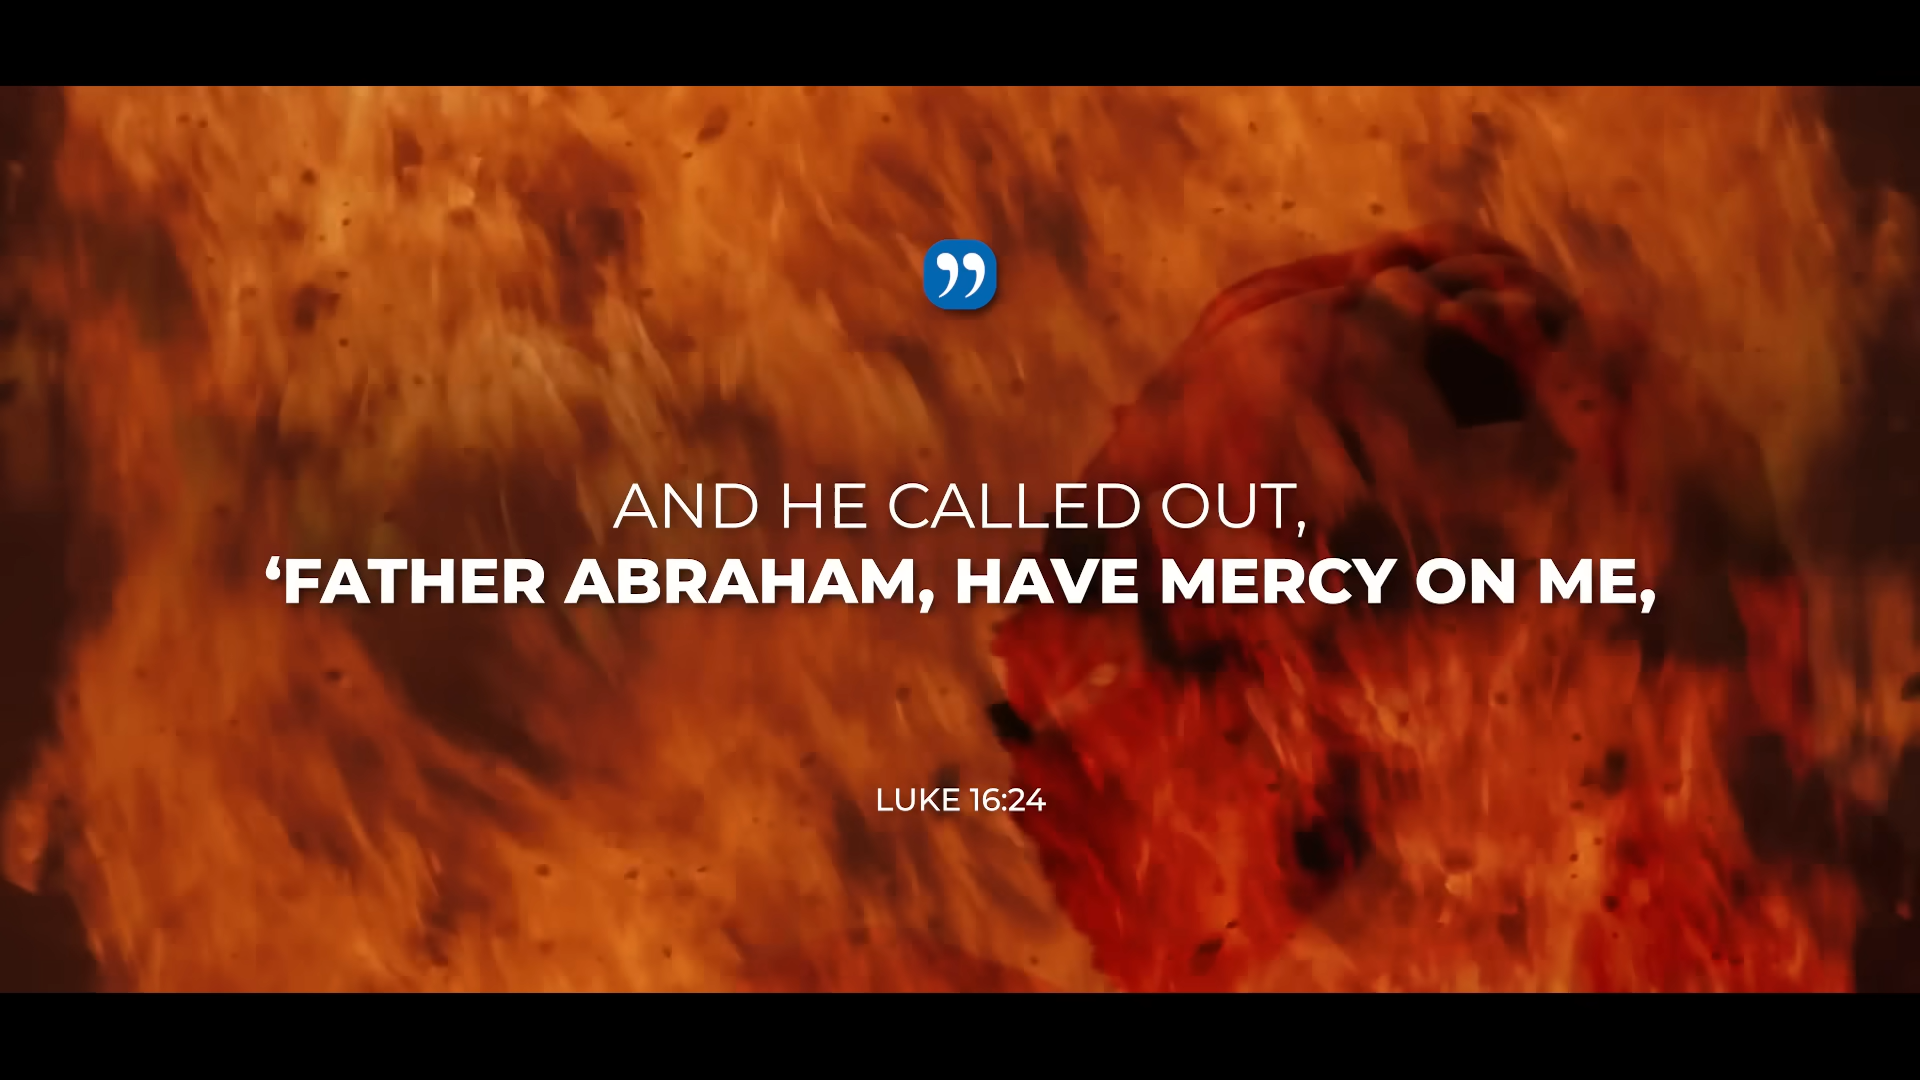 ”
AND HE CALLED OUT,
‘FATHER ABRAHAM, HAVE MERCY ON ME,
LUKE 16:24